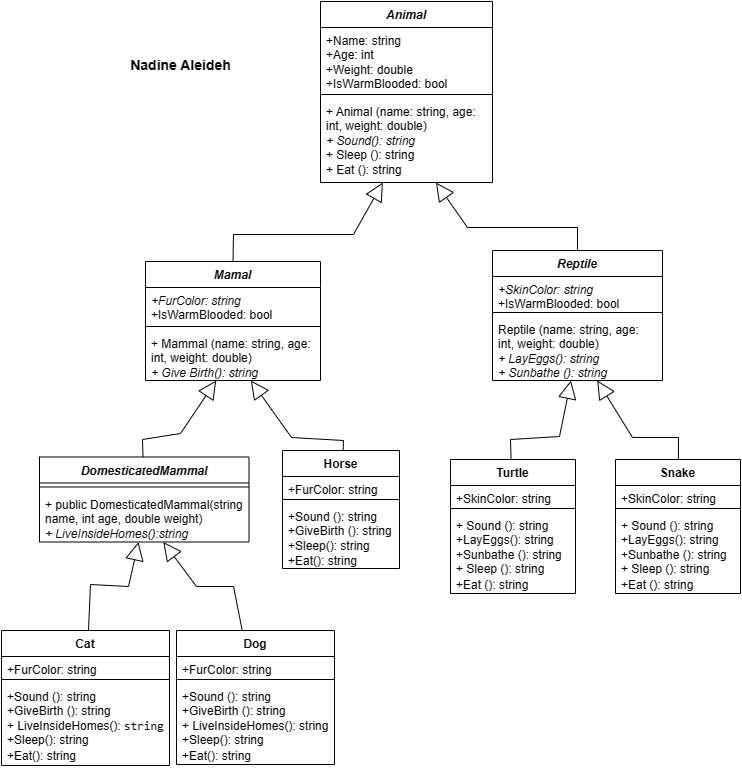 Animal
+Name: string
+Age: int
+Weight: double
+IsWarmBlooded: bool
+ Animal (name: string, age:
int, weight: double)
+ Sound(): string
+ Sleep (): string
+ Eat (): string
Nadine Aleideh
Mamal
+FurColor: string
+IsWarmBlooded: bool
+ Mammal (name: string, age:
int, weight: double)
+ Give Birth(): string
Reptile
+SkinColor: string
+IsWarmBlooded: bool
Reptile (name: string, age:
int, weight: double)
+ LayEggs(): string
+ Sunbathe (): string
DomesticatedMammal
+ public DomesticatedMammal(string
name, int age, double weight)
+ LiveInsideHomes():string
Horse
+FurColor: string
+Sound (): string
+GiveBirth (): string
+Sleep(): string
+Eat(): string
Turtle
+SkinColor: string
+ Sound (): string
+LayEggs(): string
+Sunbathe (): string
+ Sleep (): string
+Eat (): string
Snake
+SkinColor: string
+ Sound (): string
+LayEggs(): string
+Sunbathe (): string
+ Sleep (): string
+Eat (): string
Cat
+FurColor: string
+Sound (): string
+GiveBirth (): string
+ LiveInsideHomes(): string
+Sleep(): string
+Eat(): string
Dog
+FurColor: string
+Sound (): string
+GiveBirth (): string
+ LiveInsideHomes(): string
+Sleep(): string
+Eat(): string